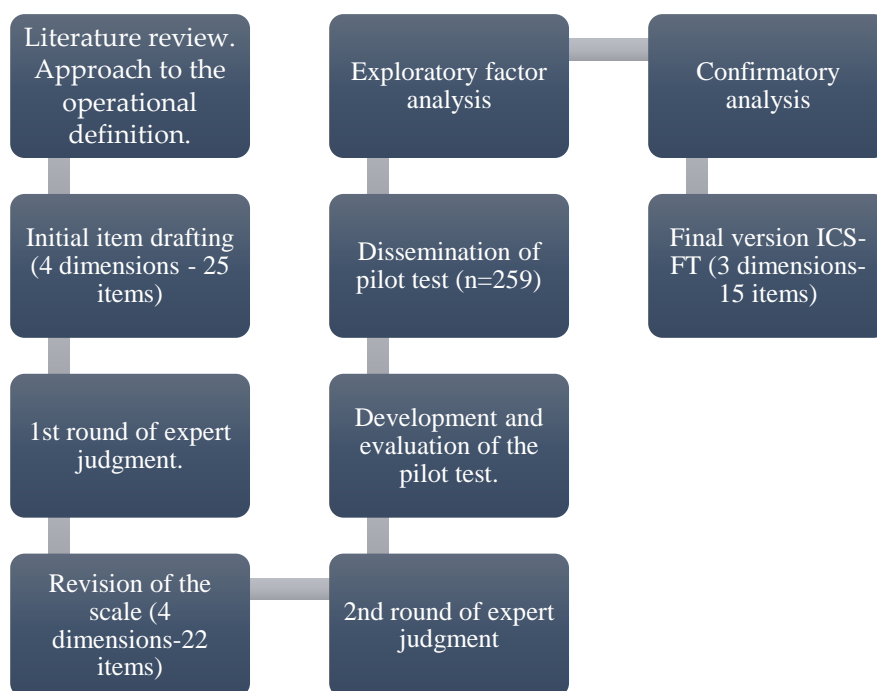 Literature review.
Approach to the
operational
definition.
Initial item drafting
(4 dimensions - 25
items)
1st round of expert
judgment.
Revision of the
scale (4
dimensions-22
items)
2nd round of expert
judgment
Development and
evaluation of the
pilot test.
Dissemination of
pilot test (n=259)
Exploratory factor
analysis
Confirmatory
analysis
Final version ICS-
FT (3 dimensions-
15 items)